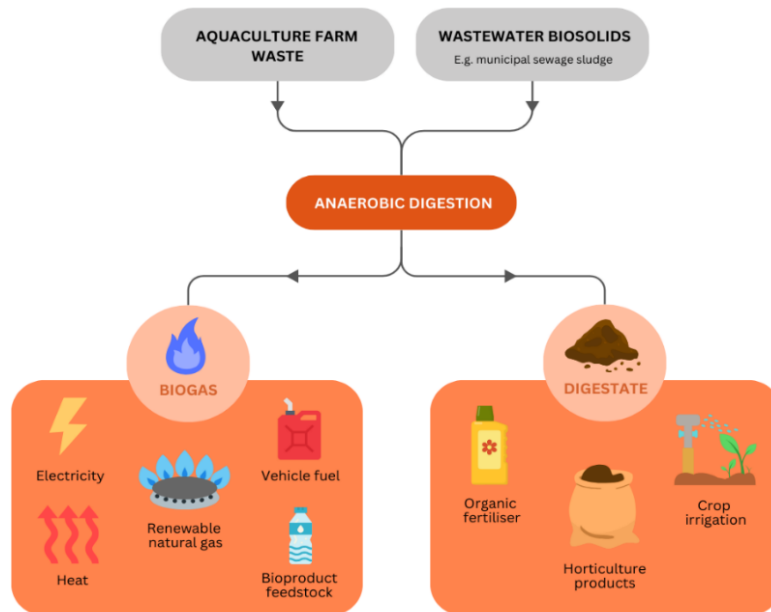 AQUACULTURE FARM
WASTE
WASTEWATER BIOSOLIDS
E.g. municipal sewage sludge
ANAEROBIC DIGESTION
BIOGAS
Electricity
Vehicle fuel
Renewable
natural gas
Heat
Bioproduct
feedstock
DIGESTATE
Organic
fertiliser
Crop
irrigation
Horticulture
products